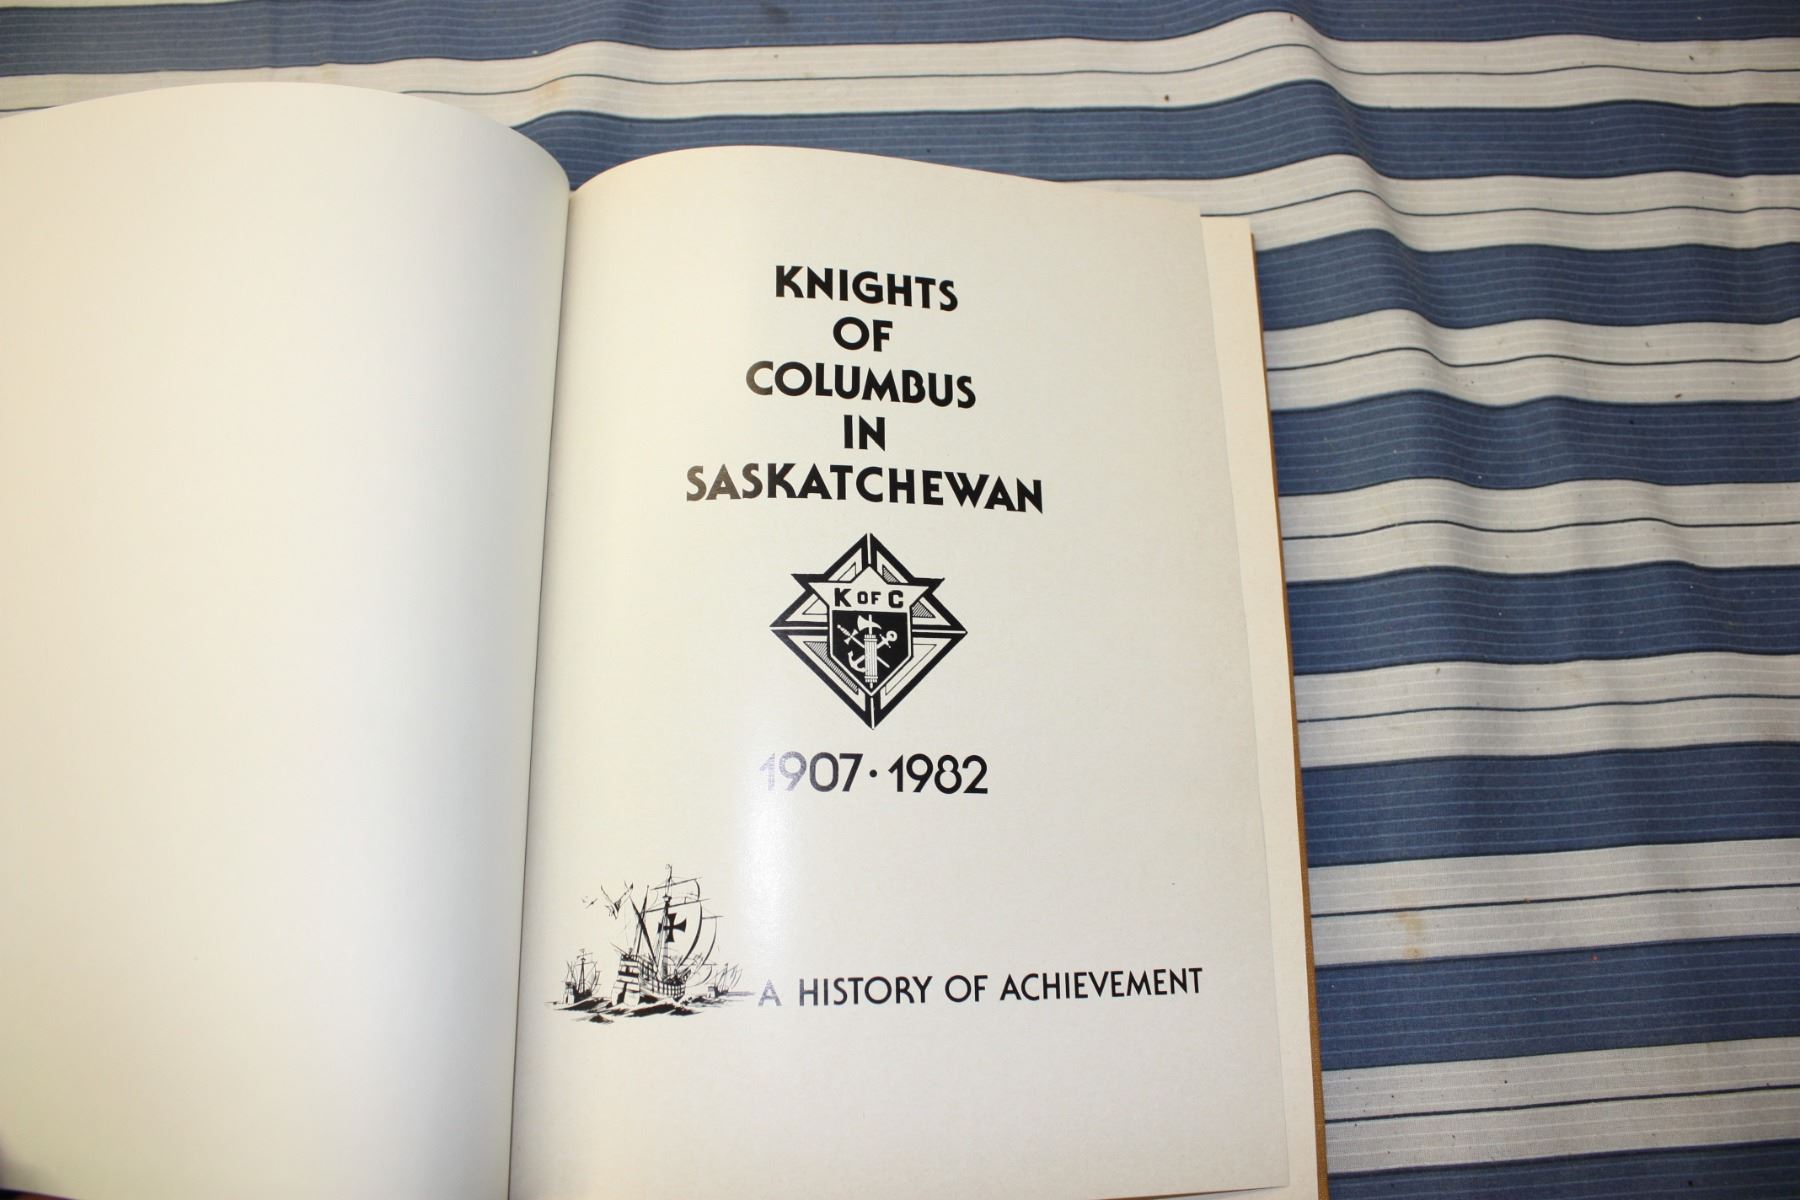 KNIGHTS
OF
COLUMBUS
IN
SASKATCHEWAN
K OF C
1907 · 1982
A HISTORY OF ACHIEVEMENT